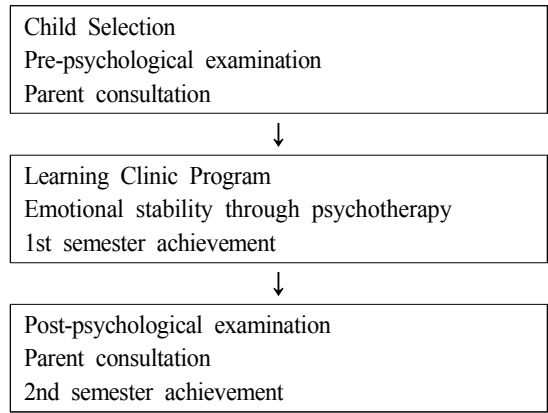 Child Selection
Pre-psychological examination
Parent consultation
↓
Learning Clinic Program
Emotional stability through psychotherapy
1st semester achievement
↓
Post-psychological examination
Parent consultation
2nd semester achievement